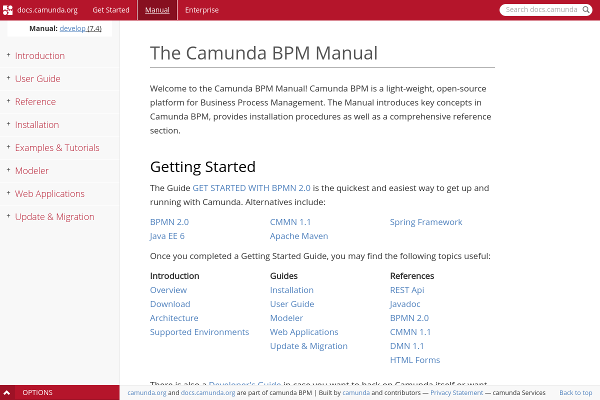 docs.camunda.org Get Started Manual Enterprise Search docs.camunda
Manual: develop (7.4)
Introduction
User Guide
Reference
Installation
Examples & Tutorials
Modeler
Web Applications
Update & Migration
The Camunda BPM Manual
Welcome to the Camunda BPM Manual! Camunda BPM is a light-weight, open-source
platform for Business Process Management. The Manual introduces key concepts in
Camunda BPM, provides installation procedures as well as a comprehensive reference
section.
Getting Started
The Guide GET STARTED WITH BPMN 2.0 is the quickest and easiest way to get up and
running with Camunda. Alternatives include:
BPMN 2.0 CMMN 1.1 Spring Framework
Java EE 6 Apache Maven
Once you completed a Getting Started Guide, you may find the following topics useful:
Introduction Guides References
Overview Installation REST Api
Download User Guide Javadoc
Architecture Modeler BPMN 2.0
Supported Environments Web Applications CMMN 1.1
Update & Migration DMN 1.1
HTML Forms
There is also a Developer's Guide in case you want to hack on Camunda itself or want
OPTIONS camunda.org and docs.camunda.org are part of camunda BPM | Built by camunda and contributors — Privacy Statement — camunda Services Back to top